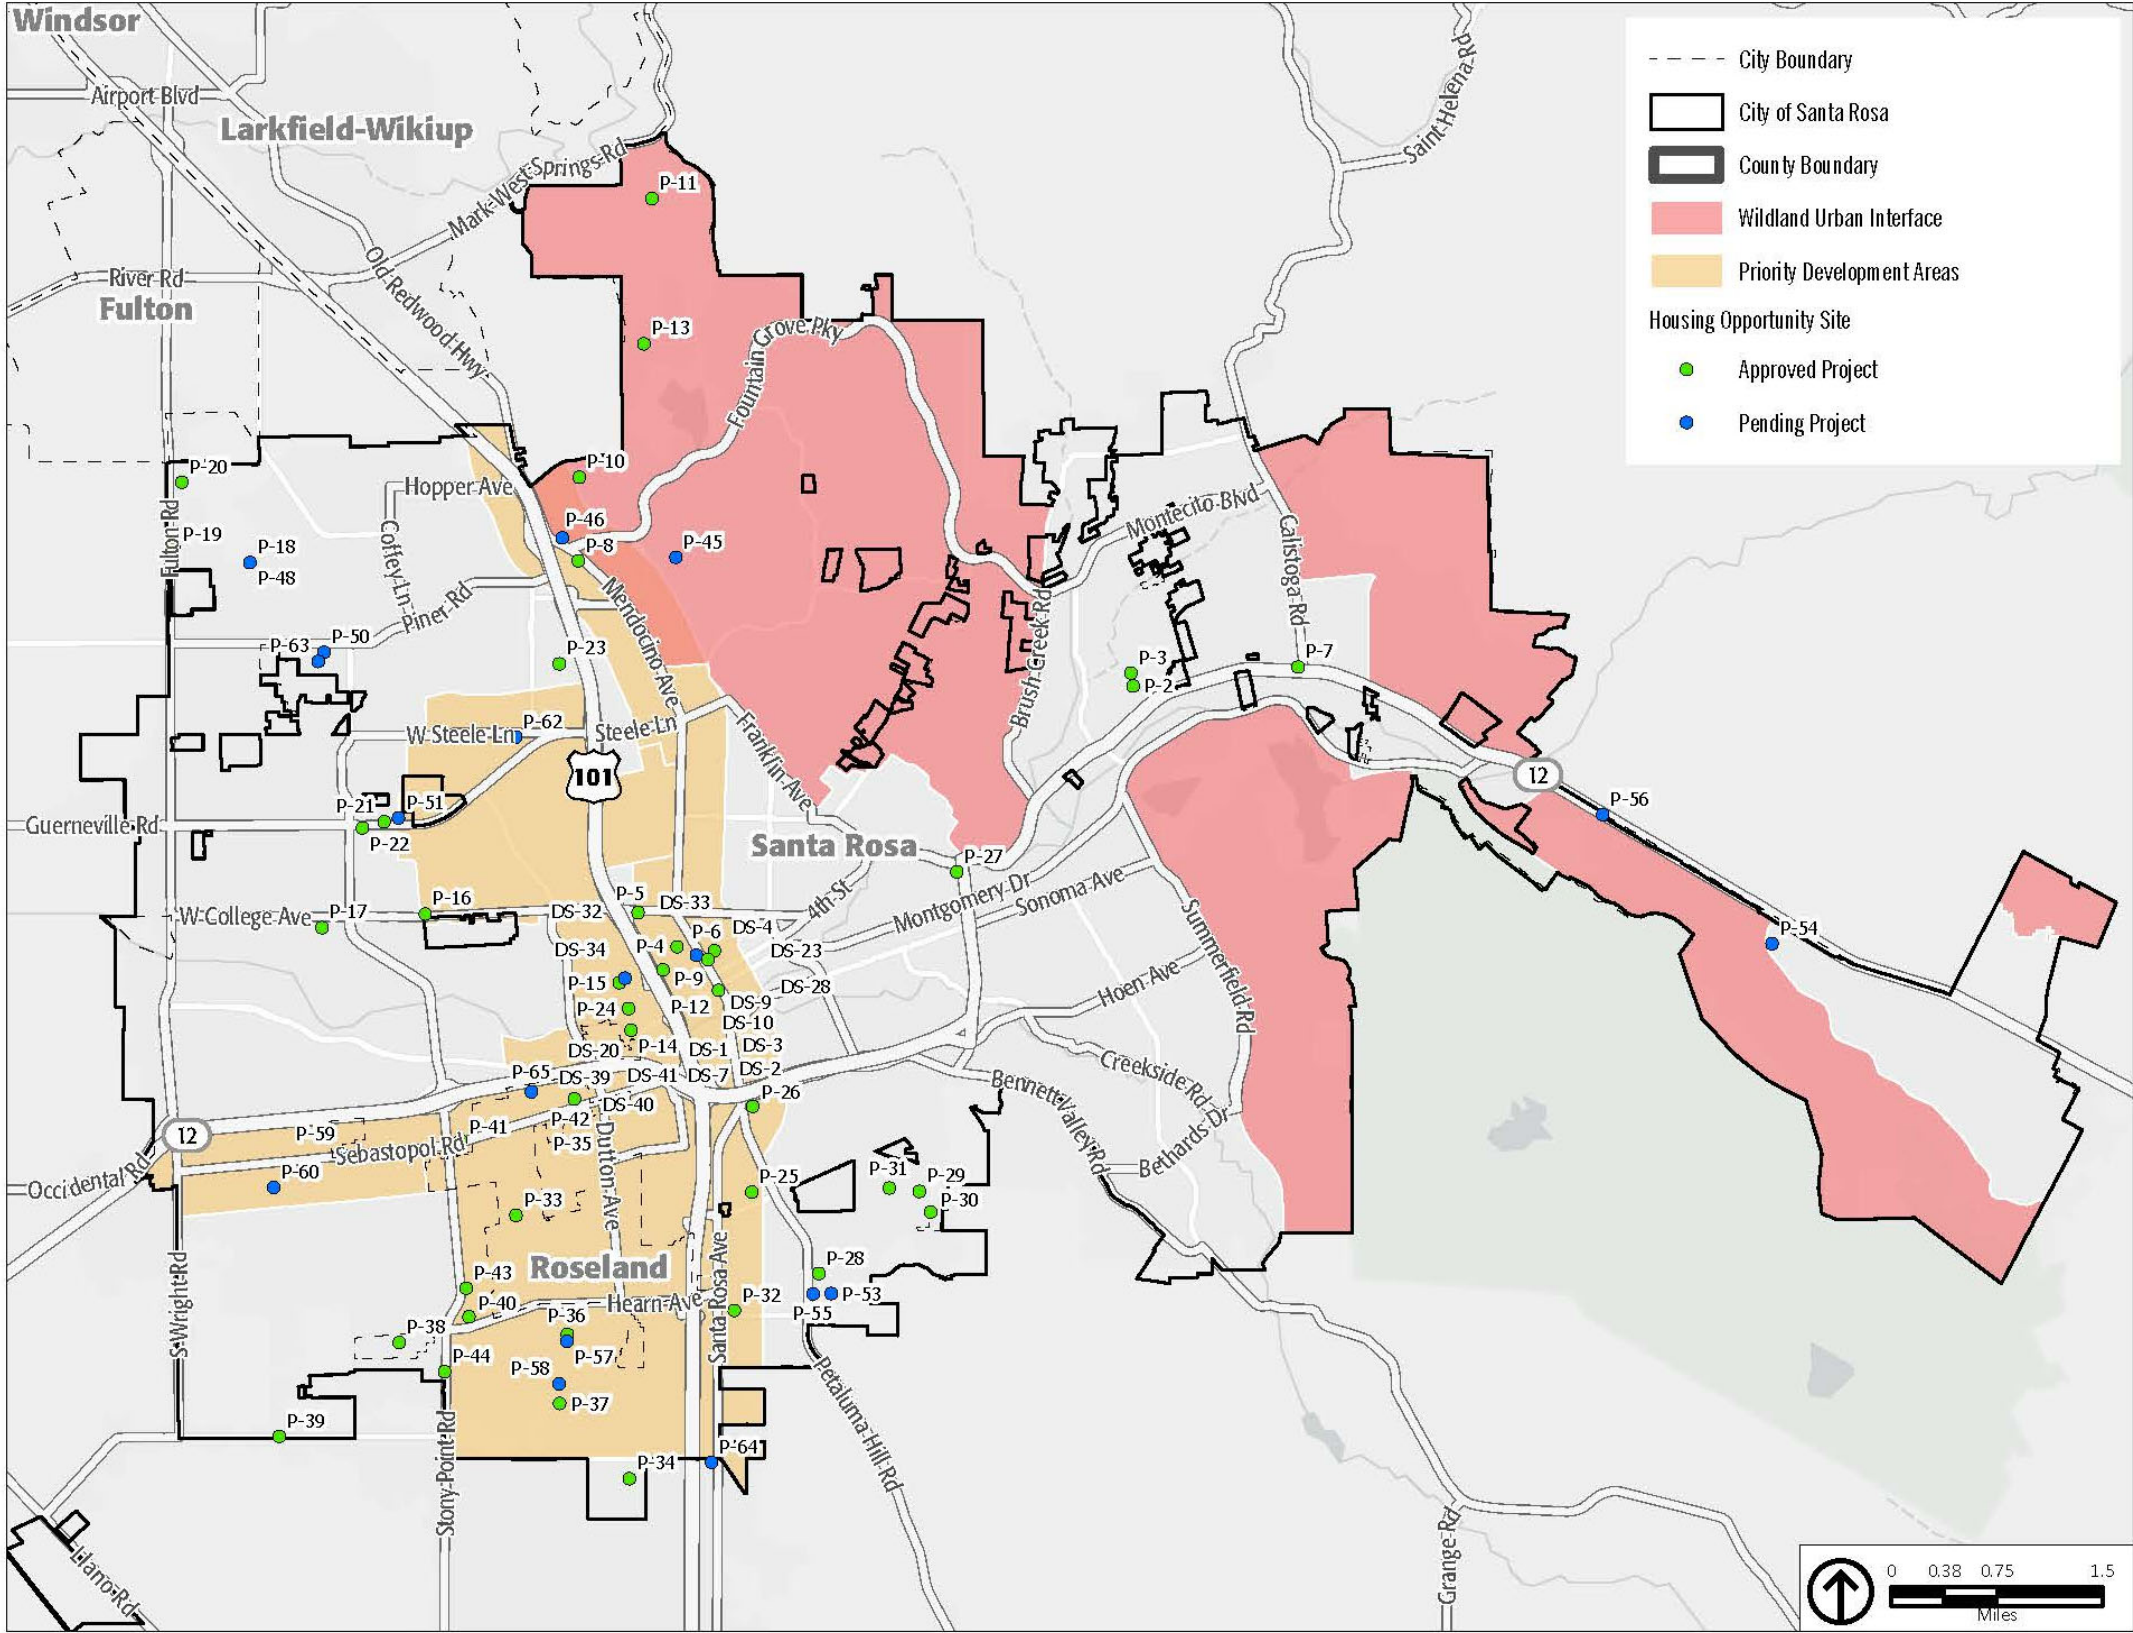 Windsor
Airport Blvd
Larkfield-Wikiup
Mark West Springs Rd
Saint Helena Rd
City Boundary
City of Santa Rosa
County Boundary
Wildland Urban Interface
Priority Development Areas
Housing Opportunity Site
Approved Project
Pending Project
P-11
River Rd
Fulton
Old Redwood Hwy
P-13
Fountain Grove Pky
P-20
P-10
Hopper Ave
Fulton Rd
P-19
P-18
P-48
Coffey Ln
P-46
P-8
P-45
Montecito Blvd
Calistoga Rd
Piner Rd
Mendocino Ave
Brush Creek Rd
P-63
P-50
P-23
P-3
P-2
P-7
W Steele Ln
P-62
Steele Ln
Franklin Ave
101
12
P-21
P-51
P-22
Guerneville Rd
Santa Rosa
P-56
P-27
P-16
P-17
W College Ave
P-5
DS-32
DS-33
DS-4
4th St
Montgomery Dr
Sonoma Ave
Summerfield Rd
P-54
DS-34
P-4
P-6
DS-23
P-15
P-9
DS-28
Hoen Ave
P-24
P-12
DS-9
DS-10
DS-20
P-14
DS-1
DS-3
P-65
DS-39
DS-41
DS-7
DS-2
Creekside Rd
Bennett Valley Rd
Bethards Dr
DS-40
P-26
12
P-59
P-41
P-42
P-35
Dutton Ave
Sebastopol Rd
Occidental Rd
P-60
P-25
P-31
P-29
P-30
P-33
Roseland
P-43
P-28
S Wright Rd
Hearn Ave
Santa Rosa Ave
P-40
P-32
P-53
P-55
P-38
P-36
P-57
P-44
P-58
P-37
Petaluma Hill Rd
P-39
Stony Point Rd
P-34
P-64
Llano Rd
Grange Rd
0 0.38 0.75 1.5
Miles